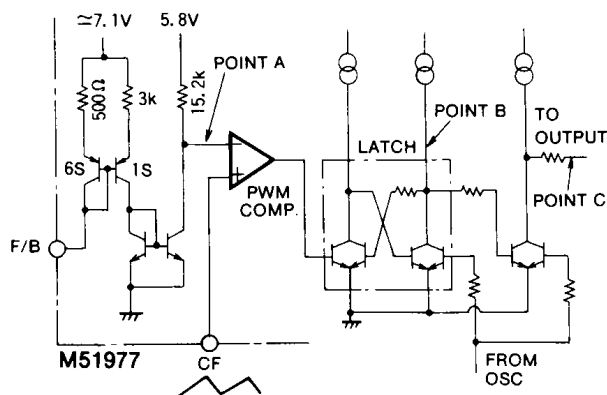 ≃7.1V
5.8V
POINT A
500Ω
3k
15.2k
POINT B
TO
OUTPUT
LATCH
6S
1S
PWM
COMP.
POINT C
F/B
M51977
CF
FROM
OSC